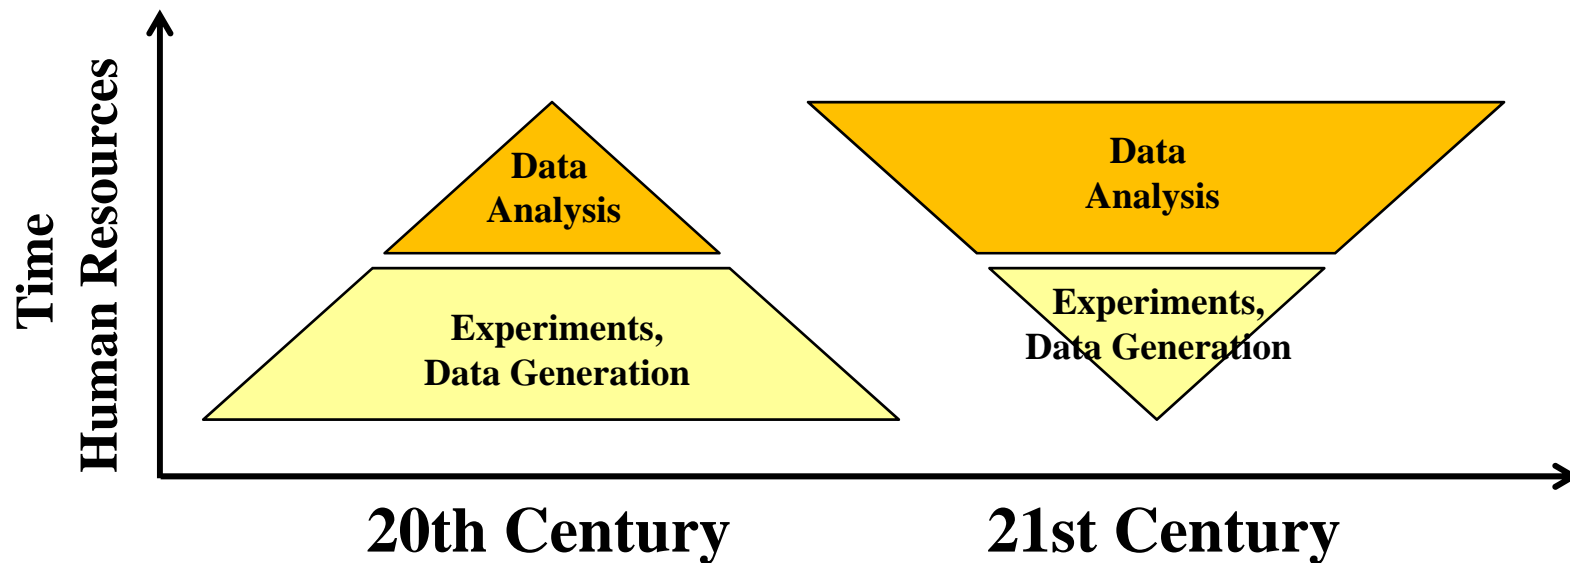 Time
Human Resources
Data
Analysis
Experiments,
Data Generation
Data
Analysis
Experiments,
Data Generation
20th Century
21st Century